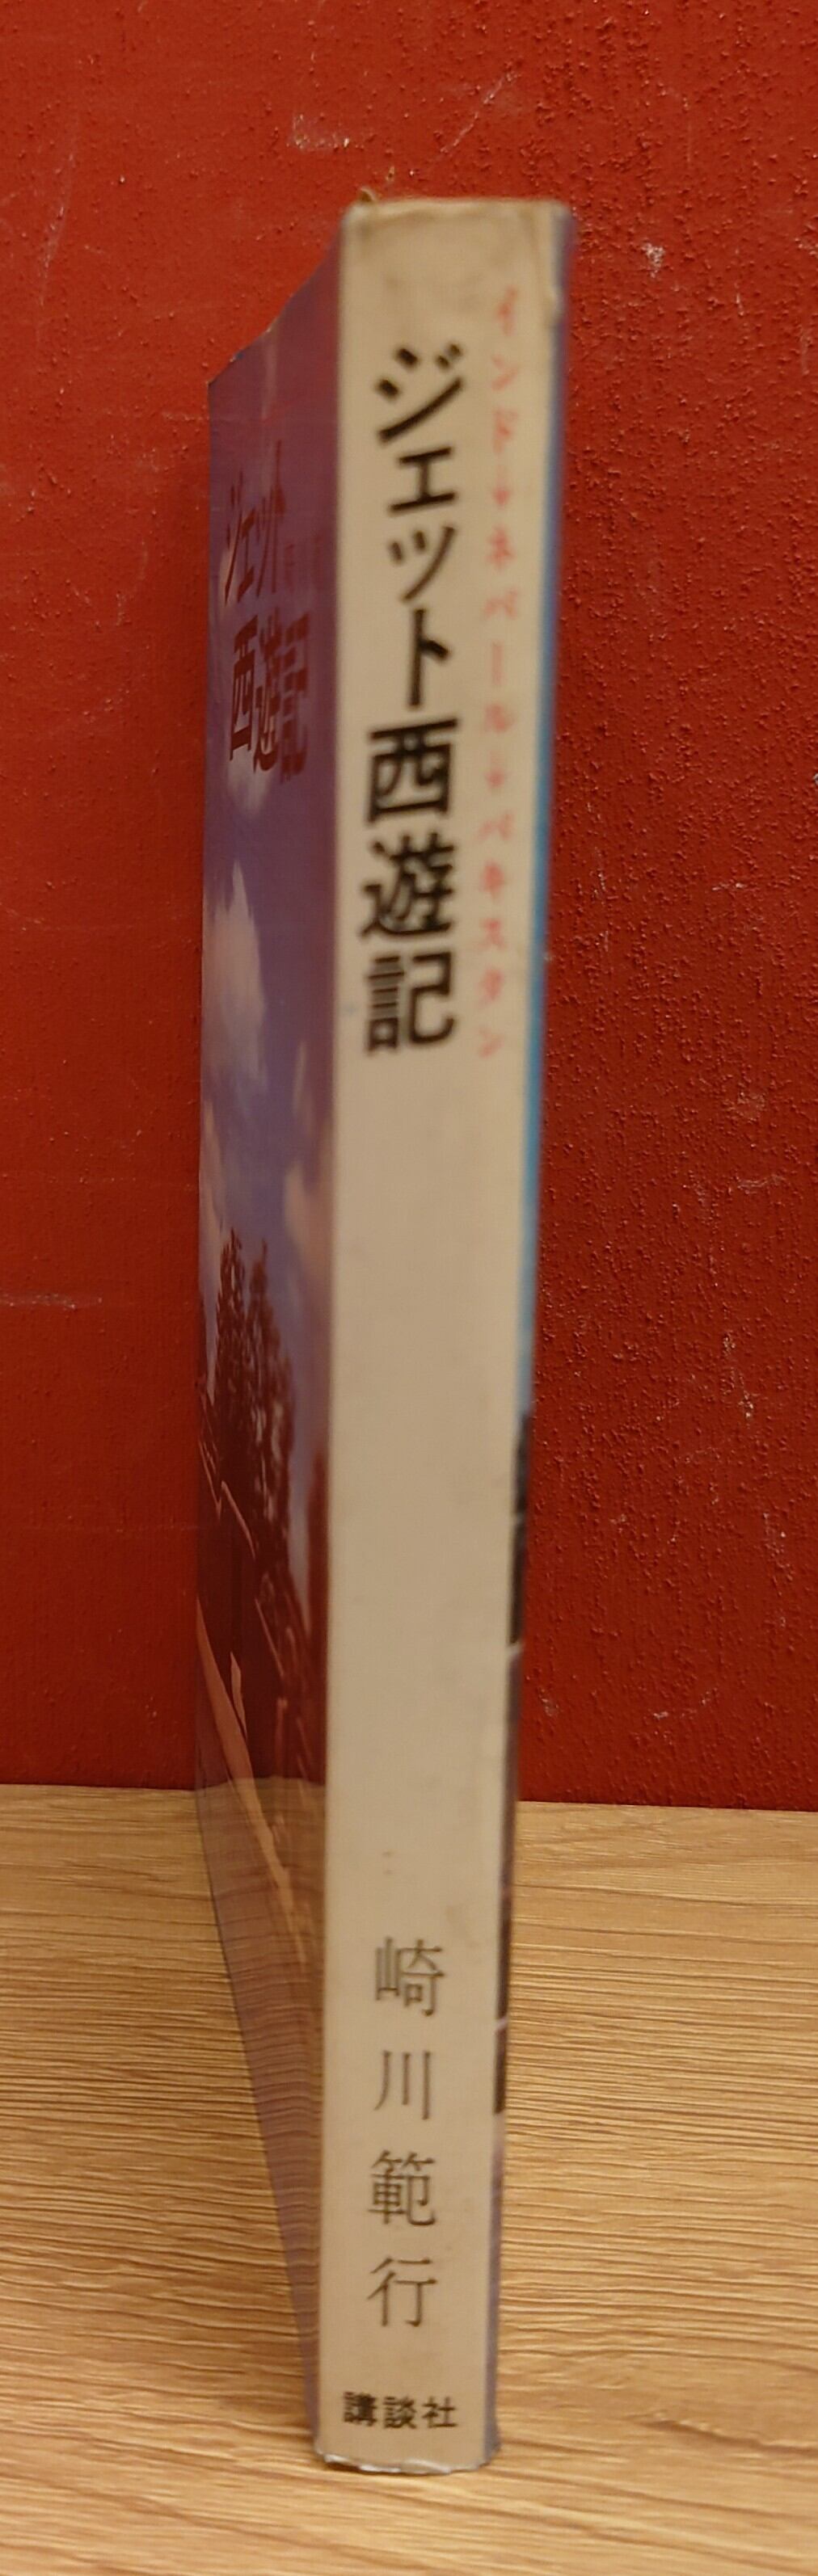 インド→ネパール→パキスタン
ジェット西遊記
崎川範行
講談社
ジェット
西遊記